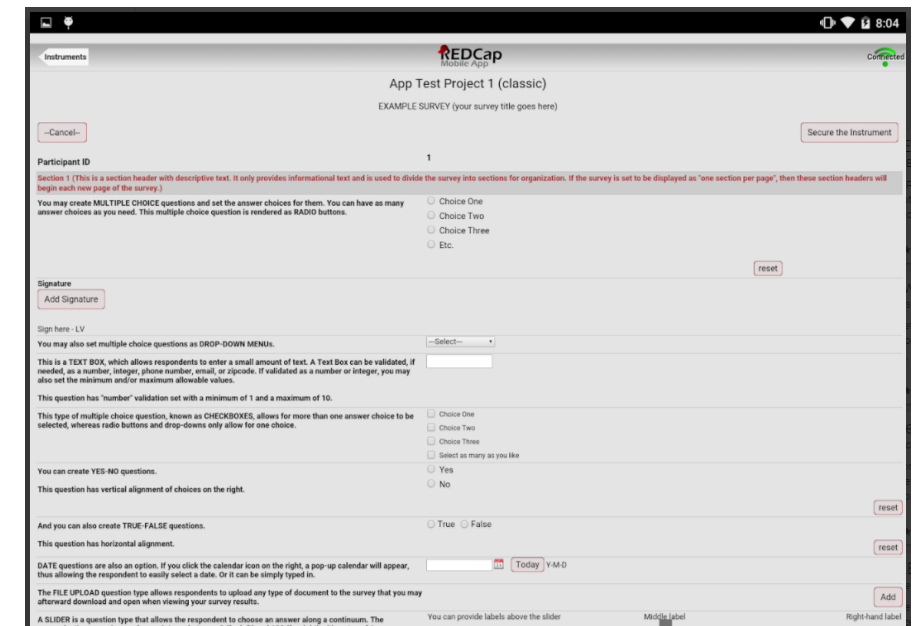 8:04
Instruments
REDCap
Mobile App
Connected
App Test Project 1 (classic)
EXAMPLE SURVEY (your survey title goes here)
--Cancel--
Secure the Instrument
Participant ID
1
Section 1 (This is a section header with descriptive text. It only provides informational text and is used to divide the survey into sections for organization. If the survey is set to be displayed as "one section per page", then these section headers will
begin each new page of the survey.)
You may create MULTIPLE CHOICE questions and set the answer choices for them. You can have as many
answer choices as you need. This multiple choice question is rendered as RADIO buttons.
Choice One
Choice Two
Choice Three
Etc.
reset
Signature
Add Signature
Sign here - LV
You may also set multiple choice questions as DROP-DOWN MENUs.
---Select---
This is a TEXT BOX, which allows respondents to enter a small amount of text. A Text Box can be validated, if
needed, as a number, integer, phone number, email, or zipcode. If validated as a number or integer, you may
also set the minimum and/or maximum allowable values.
This question has "number" validation set with a minimum of 1 and a maximum of 10.
This type of multiple choice question, known as CHECKBOXES, allows for more than one answer choice to be
selected, whereas radio buttons and drop-downs only allow for one choice.
Choice One
Choice Two
Choice Three
Select as many as you like
You can create YES-NO questions.
This question has vertical alignment of choices on the right.
Yes
No
reset
And you can also create TRUE-FALSE questions.
This question has horizontal alignment.
True False
reset
DATE questions are also an option. If you click the calendar icon on the right, a pop-up calendar will appear,
thus allowing the respondent to easily select a date. Or it can be simply typed in.
Today Y-M-D
The FILE UPLOAD question type allows respondents to upload any type of document to the survey that you may
afterward download and open when viewing your survey results.
Add
A SLIDER is a question type that allows the respondent to choose an answer along a continuum. The
You can provide labels above the slider
Middle label
Right-hand label